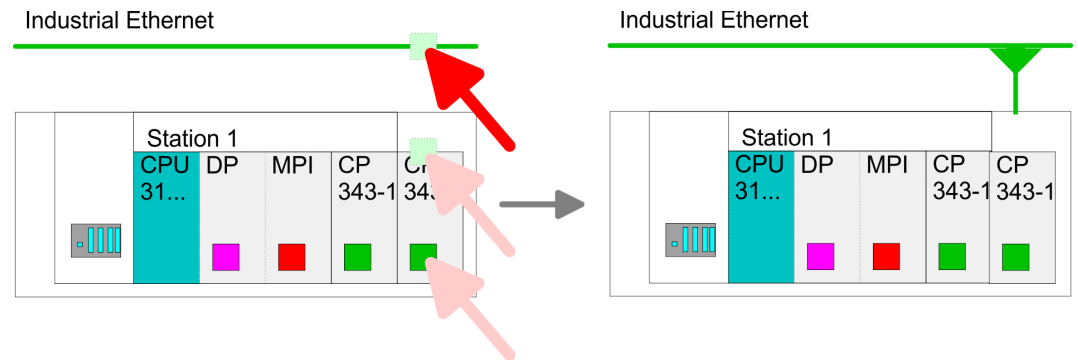 Industrial Ethernet
Station 1
CPU DP MPI CP
31... 343-1
Industrial Ethernet
Station 1
CPU DP MPI CP CP
31... 343-1 343-1